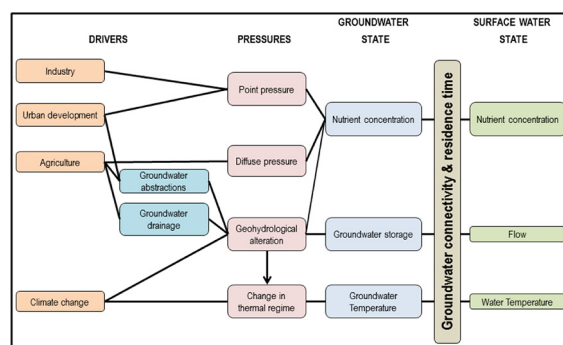 DRIVERS
PRESSURES
GROUNDWATER
STATE
SURFACE WATER
STATE
Industry
Urban development
Agriculture
Groundwater
abstractions
Groundwater
drainage
Climate change
Point pressure
Diffuse pressure
Geohydrological
alteration
Change in
thermal regime
Nutrient concentration
Groundwater storage
Groundwater
Temperature
Groundwater connectivity & residence time
Nutrient concentration
Flow
Water Temperature